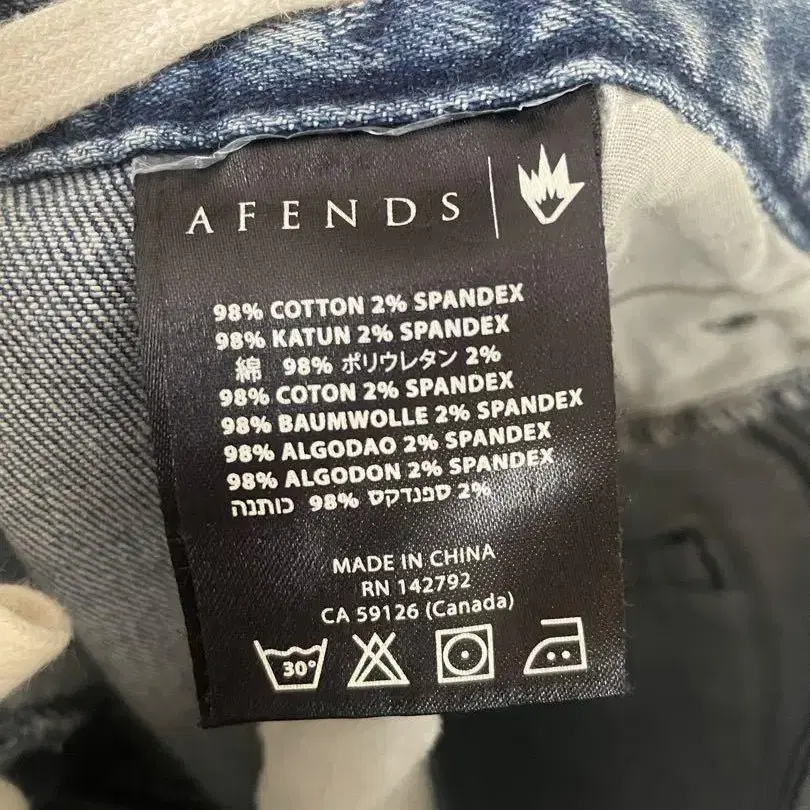 AFENDS
98% COTTON 2% SPANDEX
98% KATUN 2% SPANDEX
綿 98% ポリウレタン 2%
98% COTON 2% SPANDEX
98% BAUMWOLLE 2% SPANDEX
98% ALGODAO 2% SPANDEX
98% ALGODON 2% SPANDEX
כותנה 98% ספנדקס 2%
MADE IN CHINA
RN 142792
CA 59126 (Canada)
30°